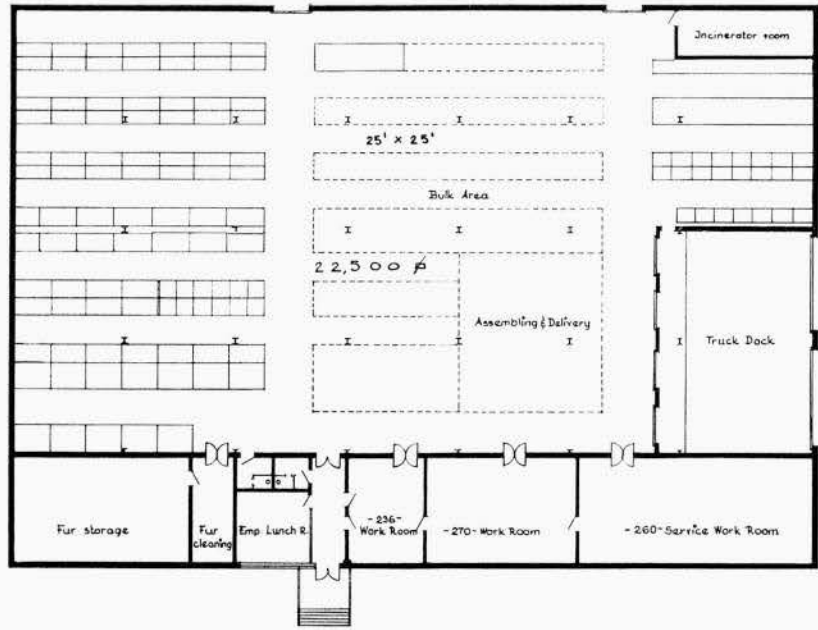 Incinerator room
25' × 25'
Bulk Area
22,500 ⌀
Assembling & Delivery
Truck Dock
Fur storage
Fur
cleaning
Emp. Lunch R.
-236-
Work Room
-270- Work Room
-260- Service Work Room